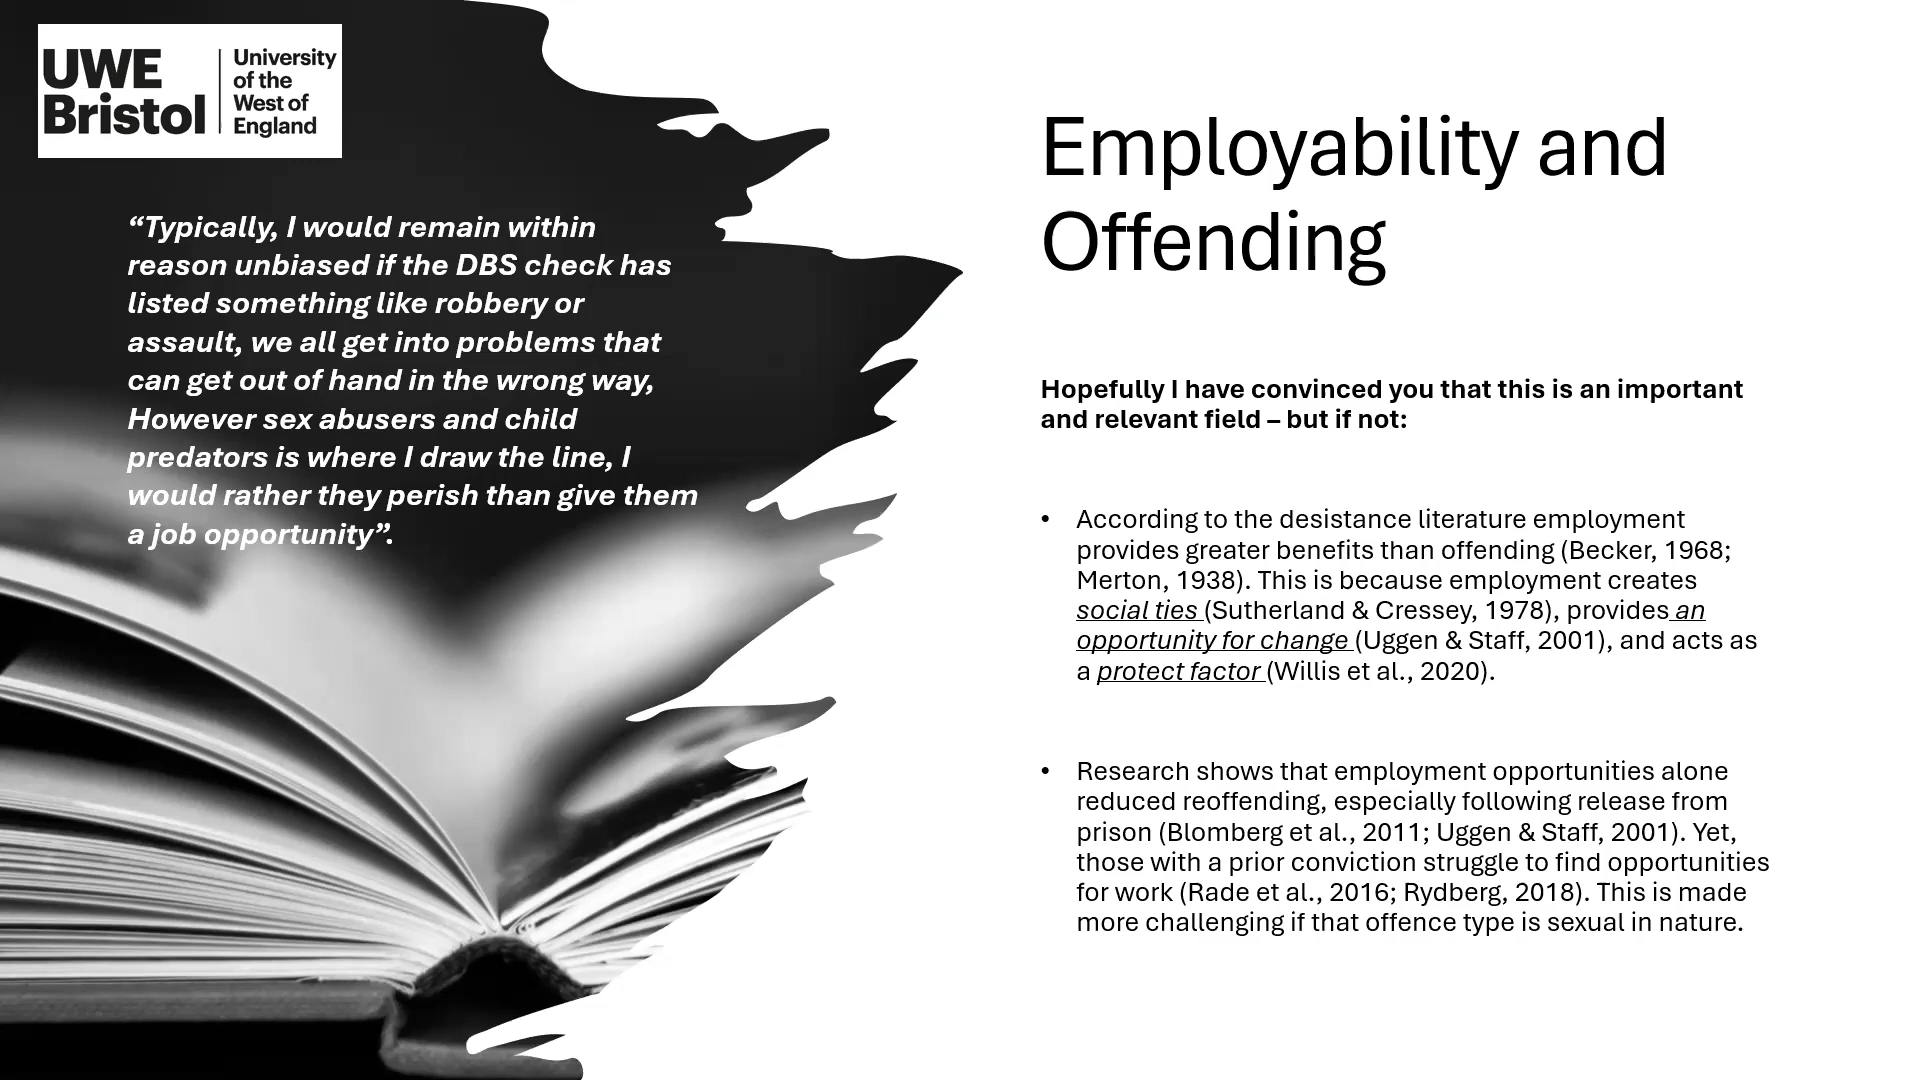 UWE
Bristol
University
of the
West of
England
“Typically, I would remain within
reason unbiased if the DBS check has
listed something like robbery or
assault, we all get into problems that
can get out of hand in the wrong way,
However sex abusers and child
predators is where I draw the line, I
would rather they perish than give them
a job opportunity”.
Employability and
Offending
Hopefully I have convinced you that this is an important
and relevant field – but if not:
• According to the desistance literature employment
provides greater benefits than offending (Becker, 1968;
Merton, 1938). This is because employment creates
social ties (Sutherland & Cressey, 1978), provides an
opportunity for change (Uggen & Staff, 2001), and acts as
a protect factor (Willis et al., 2020).
• Research shows that employment opportunities alone
reduced reoffending, especially following release from
prison (Blomberg et al., 2011; Uggen & Staff, 2001). Yet,
those with a prior conviction struggle to find opportunities
for work (Rade et al., 2016; Rydberg, 2018). This is made
more challenging if that offence type is sexual in nature.